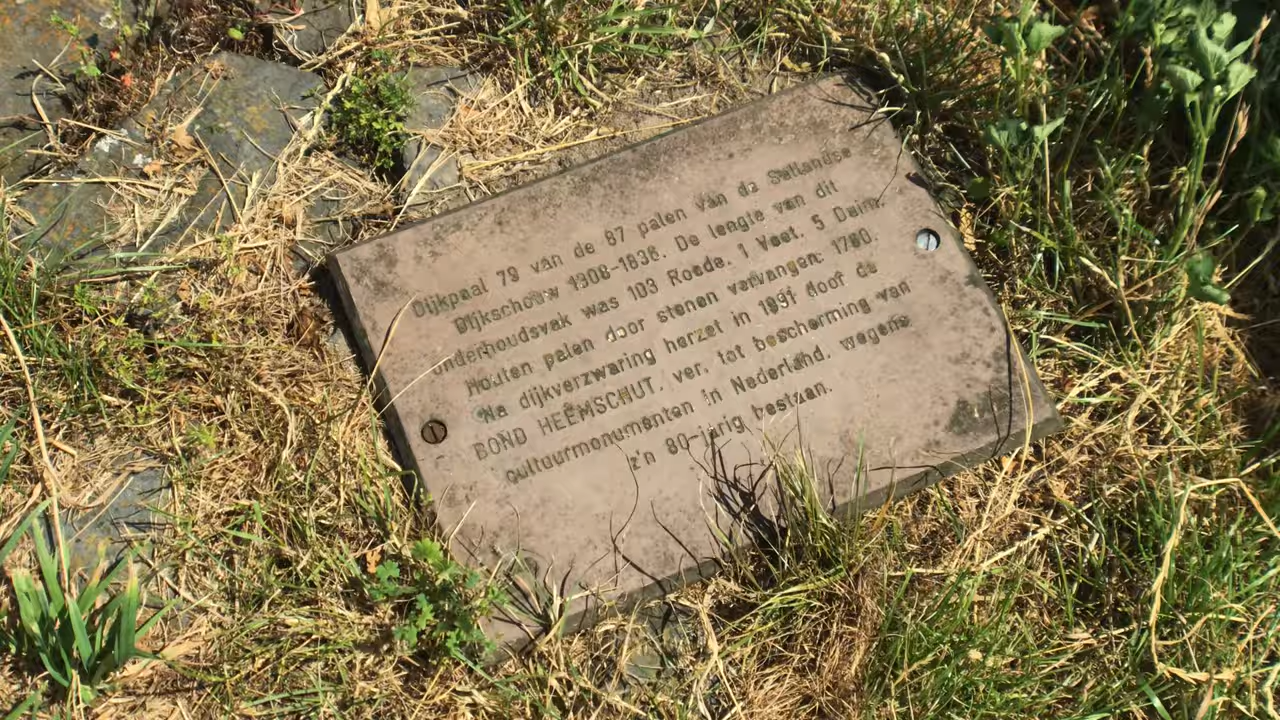 Dijkpaal 79 van de 87 palen van de Sallandse
Dijkschouw 1308-1836. De lengte van dit
onderhoudsvak was 103 Roede, 1 Voet, 5 Duim.
Houten palen door stenen vervangen: 1780.
Na dijkverzwaring herzet in 1991 door de
BOND HEEMSCHUT, ver. tot bescherming van
cultuurmonumenten in Nederland, wegens
z'n 80-jarig bestaan.